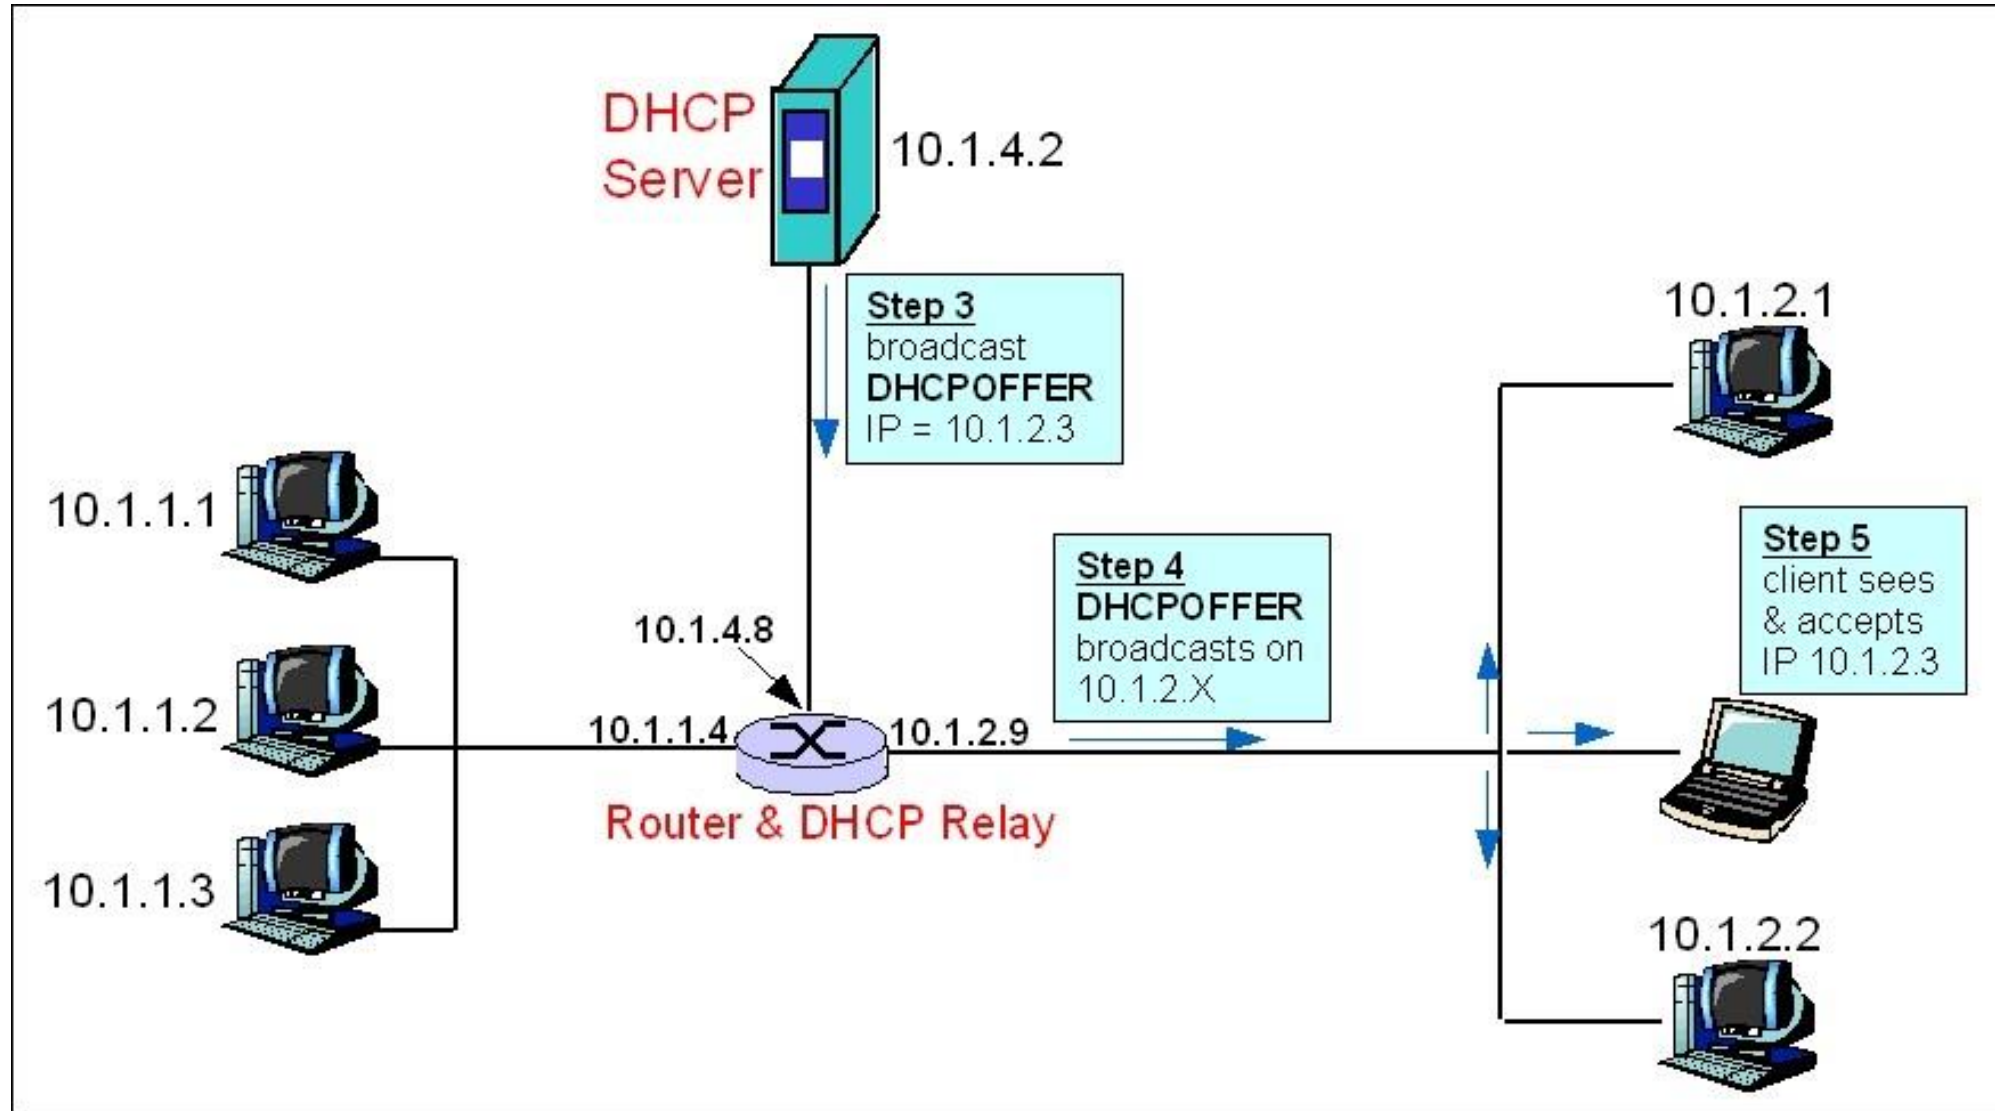 DHCP
Server
10.1.4.2
Step 3
broadcast
DHCPOFFER
IP = 10.1.2.3
10.1.2.1
10.1.1.1
Step 4
DHCPOFFER
broadcasts on
10.1.2.X
Step 5
client sees
& accepts
IP 10.1.2.3
10.1.4.8
10.1.1.2
10.1.1.4
10.1.2.9
Router & DHCP Relay
10.1.1.3
10.1.2.2